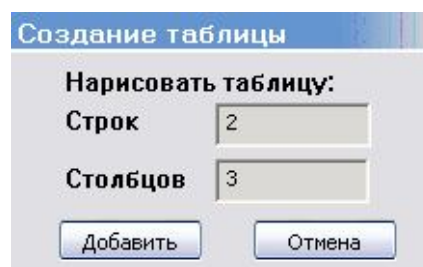 Создание таблицы
Нарисовать таблицу:
Строк 2
Столбцов 3
Добавить Отмена